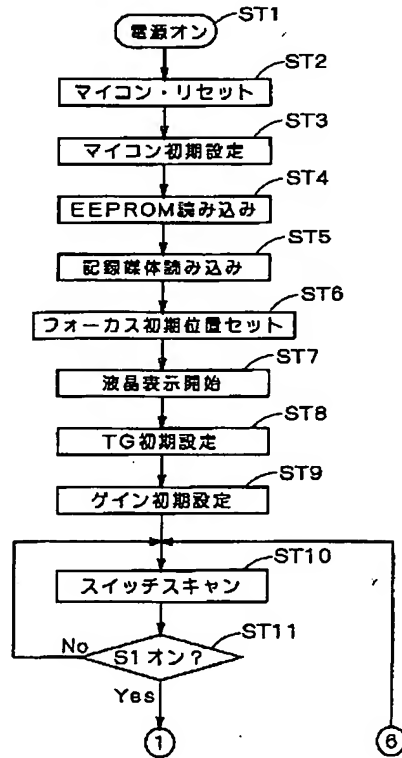 ST1
電源オン
ST2
マイコン・リセット
ST3
マイコン初期設定
ST4
EEPROM読み込み
ST5
記録媒体読み込み
ST6
フォーカス初期位置セット
ST7
液晶表示開始
ST8
TG初期設定
ST9
ゲイン初期設定
ST10
スイッチスキャン
ST11
No
S1オン?
Yes
1
6